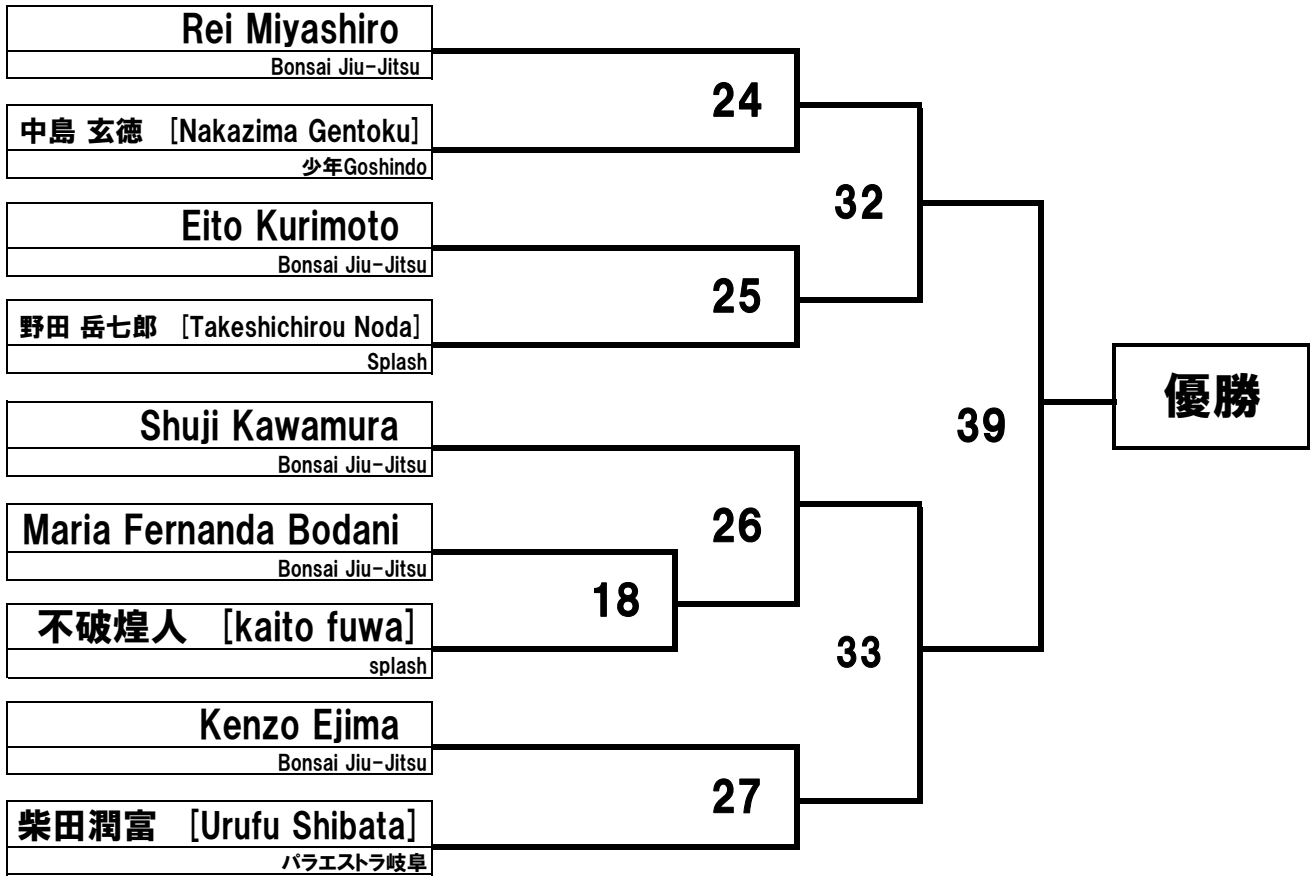 Rei Miyashiro
Bonsai Jiu-Jitsu
24
中島 玄徳　[Nakazima Gentoku]
少年Goshindo
32
Eito Kurimoto
Bonsai Jiu-Jitsu
25
野田 岳七郎　[Takeshichirou Noda]
Splash
優勝
39
Shuji Kawamura
Bonsai Jiu-Jitsu
26
Maria Fernanda Bodani
Bonsai Jiu-Jitsu
18
不破煌人　[kaito fuwa]
splash
33
Kenzo Ejima
Bonsai Jiu-Jitsu
27
柴田潤富　[Urufu Shibata]
パラエストラ岐阜